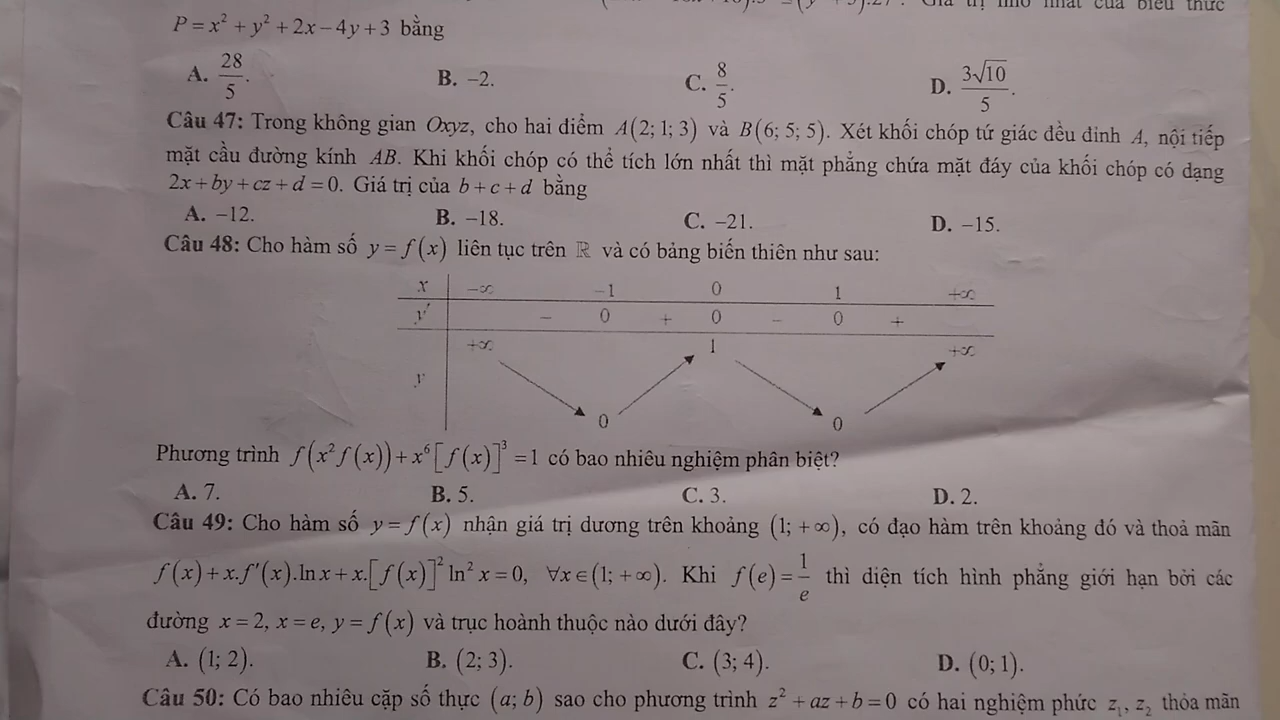 Giá trị nhỏ nhất của biểu thức
P = x² + y² + 2x − 4y + 3 bằng
A. 28/5. B. −2. C. 8/5. D. 3√10/5.
Câu 47: Trong không gian Oxyz, cho hai điểm A(2; 1; 3) và B(6; 5; 5). Xét khối chóp tứ giác đều đỉnh A, nội tiếp
mặt cầu đường kính AB. Khi khối chóp có thể tích lớn nhất thì mặt phẳng chứa mặt đáy của khối chóp có dạng
2x + by + cz + d = 0. Giá trị của b + c + d bằng
A. −12. B. −18. C. −21. D. −15.
Câu 48: Cho hàm số y = f(x) liên tục trên ℝ và có bảng biến thiên như sau:
x −∞ −1 0 1 +∞
y' − 0 + 0 − 0 +
+∞ 1 +∞
y
0 0
Phương trình f(x²f(x)) + x⁶[f(x)]³ = 1 có bao nhiêu nghiệm phân biệt?
A. 7. B. 5. C. 3. D. 2.
Câu 49: Cho hàm số y = f(x) nhận giá trị dương trên khoảng (1; +∞), có đạo hàm trên khoảng đó và thoả mãn
f(x) + x.f'(x).ln x + x.[f(x)]² ln² x = 0, ∀x ∈ (1; +∞). Khi f(e) = 1/e thì diện tích hình phẳng giới hạn bởi các
đường x = 2, x = e, y = f(x) và trục hoành thuộc nào dưới đây?
A. (1; 2). B. (2; 3). C. (3; 4). D. (0; 1).
Câu 50: Có bao nhiêu cặp số thực (a; b) sao cho phương trình z² + az + b = 0 có hai nghiệm phức z₁, z₂ thỏa mãn